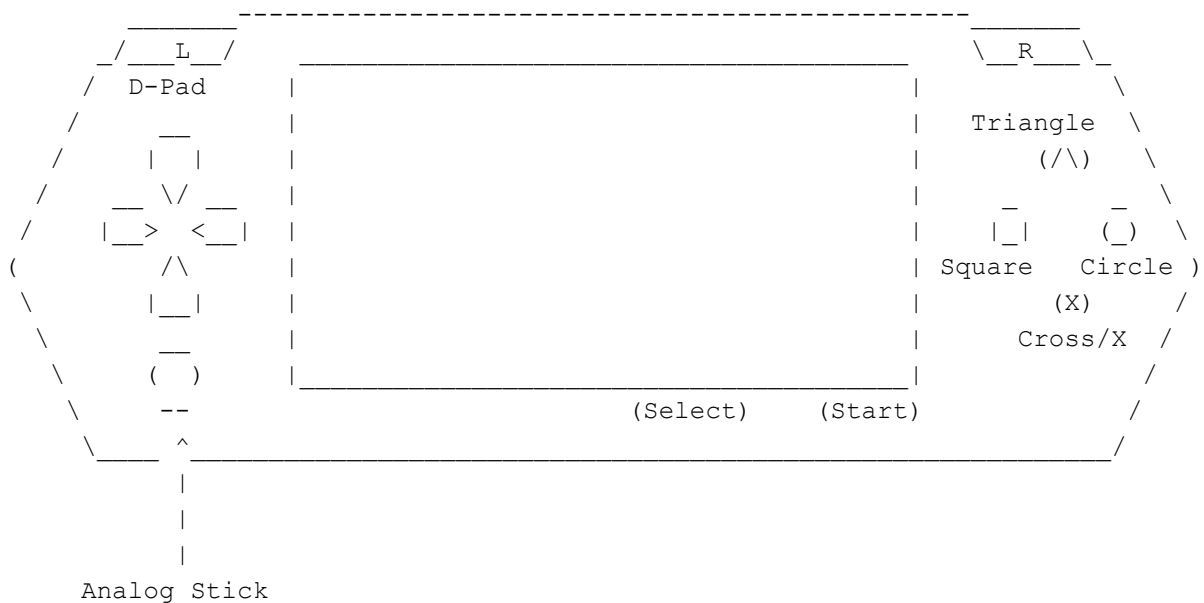 L R
D-Pad
Triangle
Square Circle
(X)
Cross/X
(Select) (Start)
Analog Stick